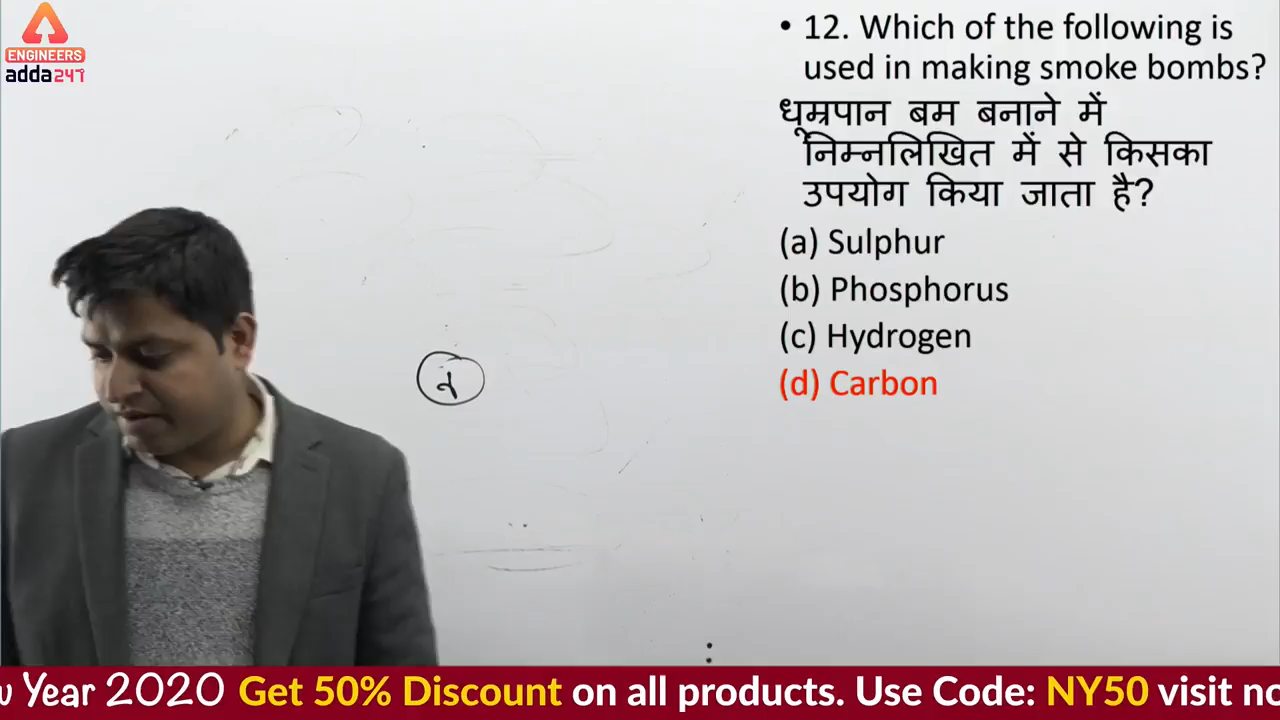 ENGINEERS
adda247
• 12. Which of the following is
used in making smoke bombs?
धूम्रपान बम बनाने में
निम्नलिखित में से किसका
उपयोग किया जाता है?
(a) Sulphur
(b) Phosphorus
(c) Hydrogen
(d) Carbon
Year 2020 Get 50% Discount on all products. Use Code: NY50 visit